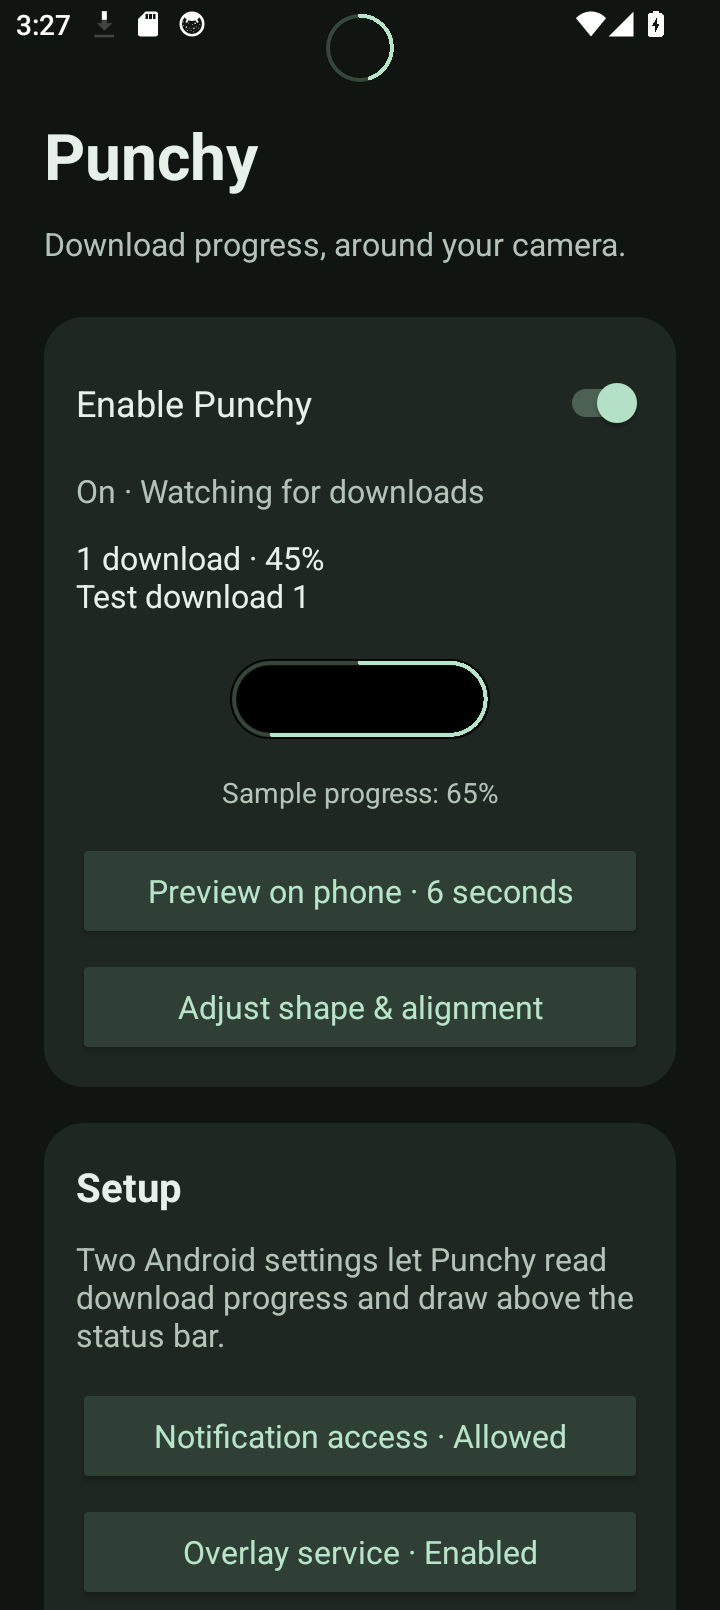 3:27
Punchy
Download progress, around your camera.
Enable Punchy
On · Watching for downloads
1 download · 45%
Test download 1
Sample progress: 65%
Preview on phone · 6 seconds
Adjust shape & alignment
Setup
Two Android settings let Punchy read
download progress and draw above the
status bar.
Notification access · Allowed
Overlay service · Enabled